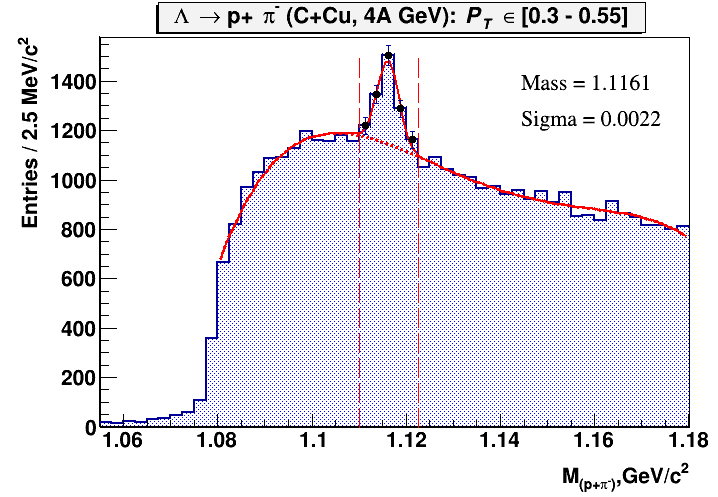 Λ → p+ π⁻ (C+Cu, 4A GeV): P_T ∈ [0.3 - 0.55]
Entries / 2.5 MeV/c²
1400
1200
1000
800
600
400
200
0
Mass = 1.1161
Sigma = 0.0022
1.06 1.08 1.1 1.12 1.14 1.16 1.18
M_(p+π⁻),GeV/c²